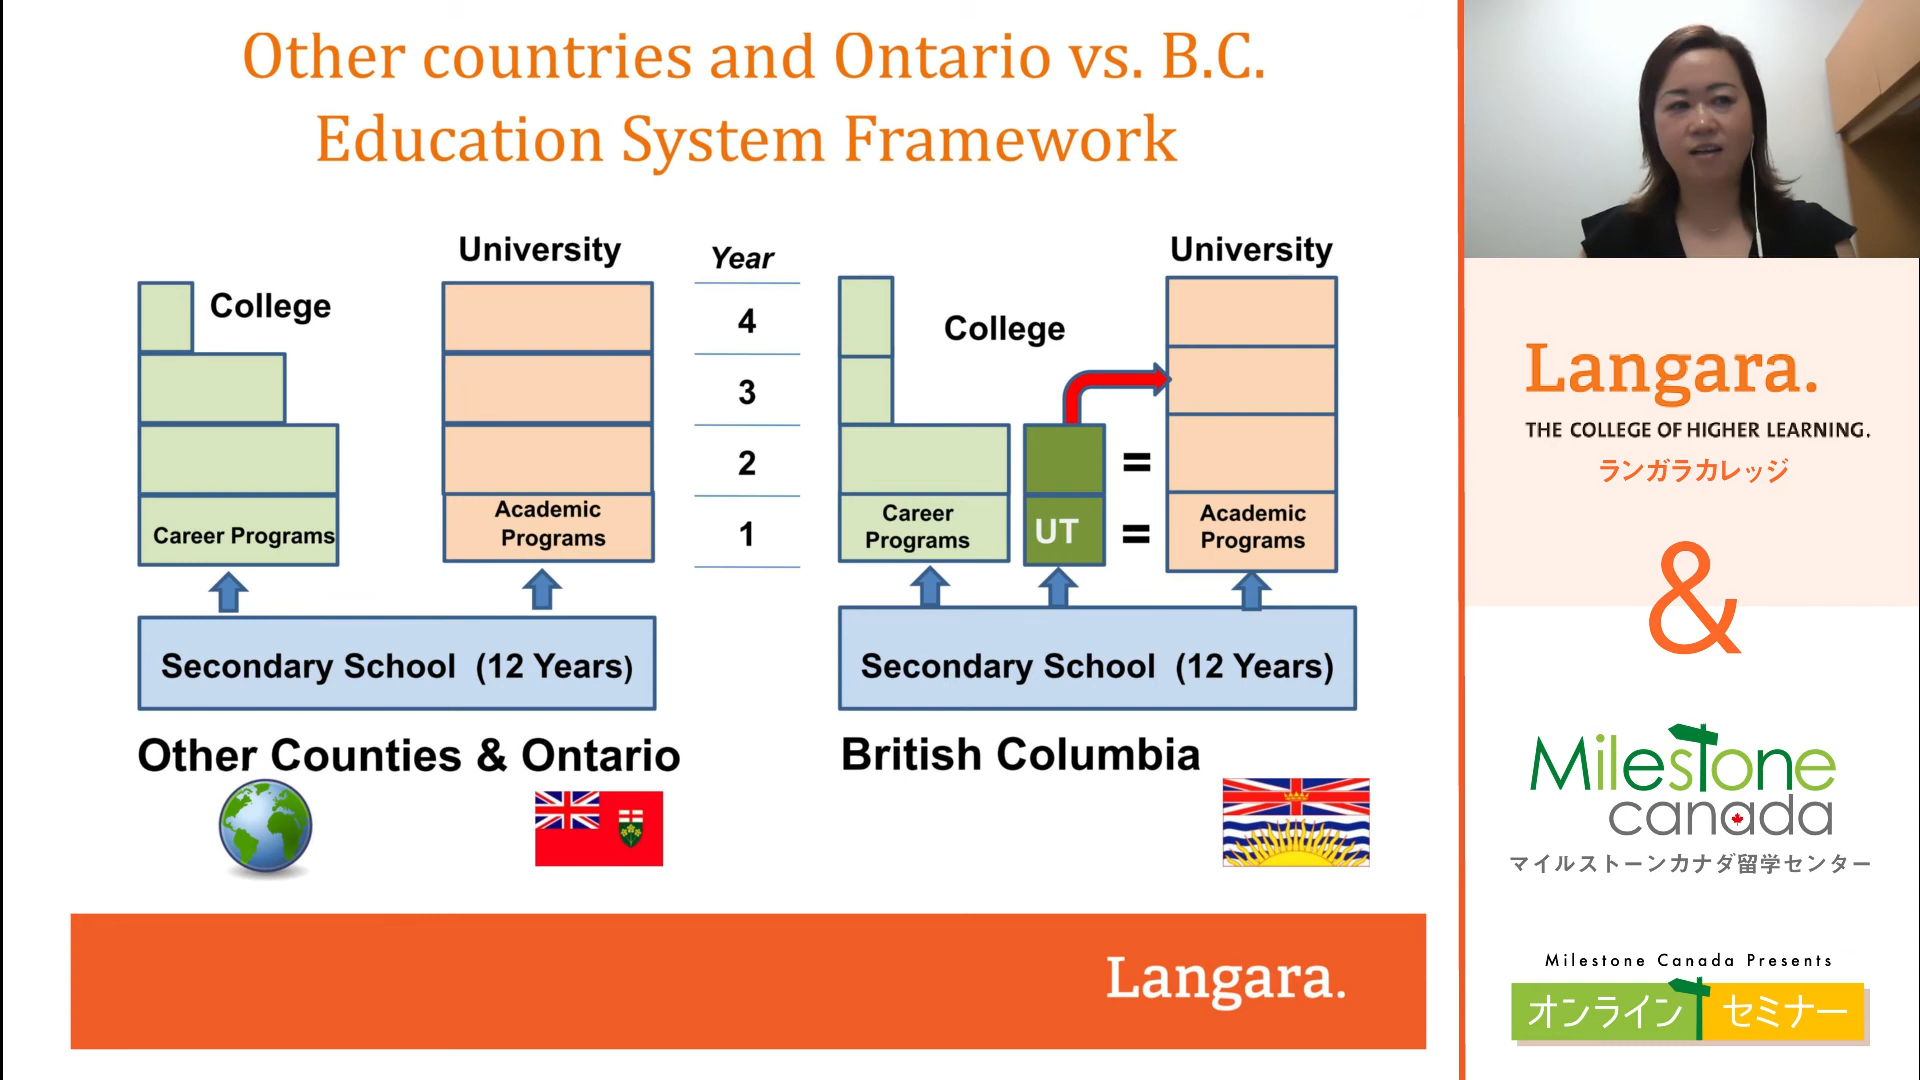 Other countries and Ontario vs. B.C.
Education System Framework
College
University
Career Programs
Academic
Programs
Secondary School (12 Years)
Other Counties & Ontario
Year
4
3
2
1
College
University
Career
Programs
UT
=
=
Academic
Programs
Secondary School (12 Years)
British Columbia
Langara.
Langara.
THE COLLEGE OF HIGHER LEARNING.
ランガラカレッジ
&
Milestone
canada
マイルストーンカナダ留学センター
Milestone Canada Presents
オンライン セミナー